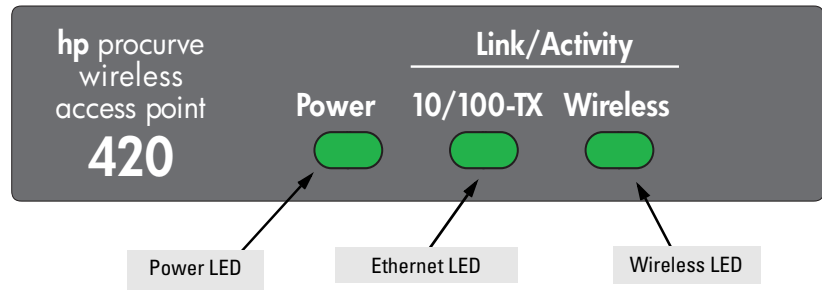 hp procurve
wireless
access point
420
Link/Activity
Power 10/100-TX Wireless
Power LED Ethernet LED Wireless LED